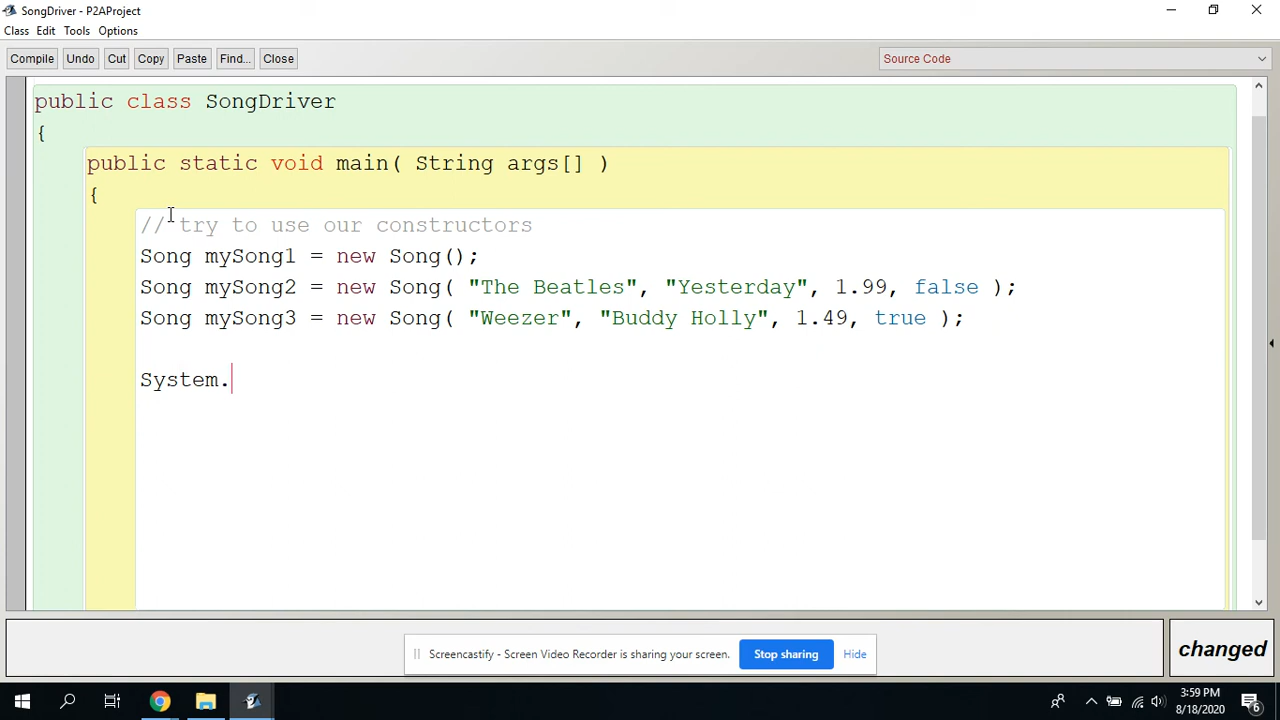 SongDriver - P2AProject
Class Edit Tools Options
Compile Undo Cut Copy Paste Find... Close Source Code
public class SongDriver
{
public static void main( String args[] )
{
// try to use our constructors
Song mySong1 = new Song();
Song mySong2 = new Song( "The Beatles", "Yesterday", 1.99, false );
Song mySong3 = new Song( "Weezer", "Buddy Holly", 1.49, true );
System.
Screencastify - Screen Video Recorder is sharing your screen. Stop sharing Hide
changed
3:59 PM
8/18/2020
6